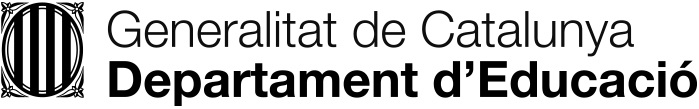 Generalitat de Catalunya
Departament d’Educació